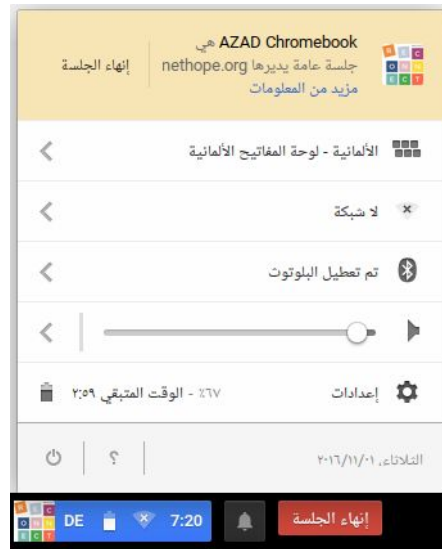 AZAD Chromebook هي
جلسة عامة يديرها nethope.org
مزيد من المعلومات
إنهاء الجلسة
R E C
O N N
E C T
الألمانية - لوحة المفاتيح الألمانية
لا شبكة
تم تعطيل البلوتوت
إعدادات
٦٧٪ - الوقت المتبقي ٢:٥٩
الثلاثاء، ٢٠١٦/١١/٠١
؟
إنهاء الجلسة
7:20
DE
R E C
O N N
E C T